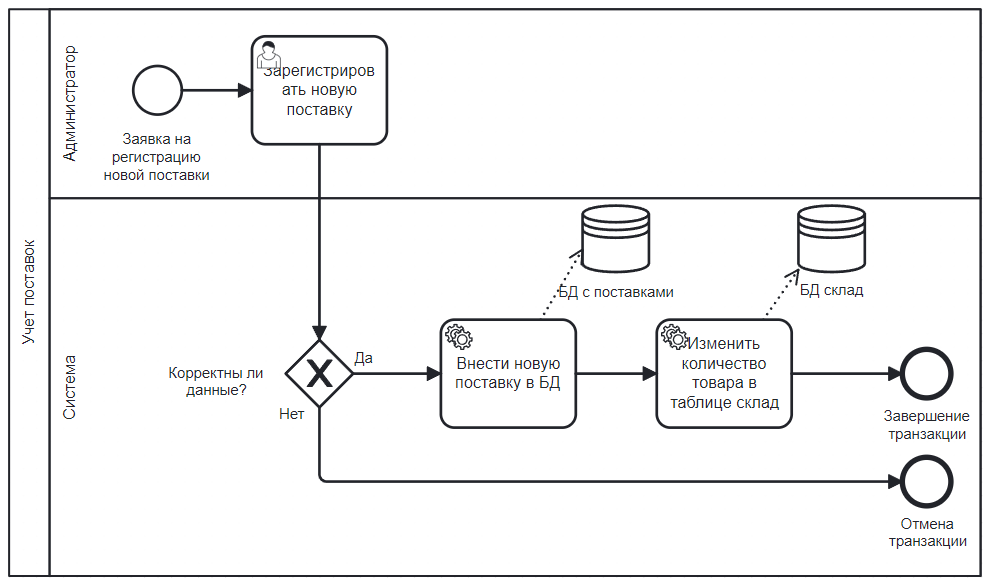 Учет поставок
Администратор
Заявка на
регистрацию
новой поставки
Зарегистриров
ать новую
поставку
Система
Корректны ли
данные?
Да
Нет
Внести новую
поставку в БД
БД с поставками
Изменить
количество
товара в
таблице склад
БД склад
Завершение
транзакции
Отмена
транзакции